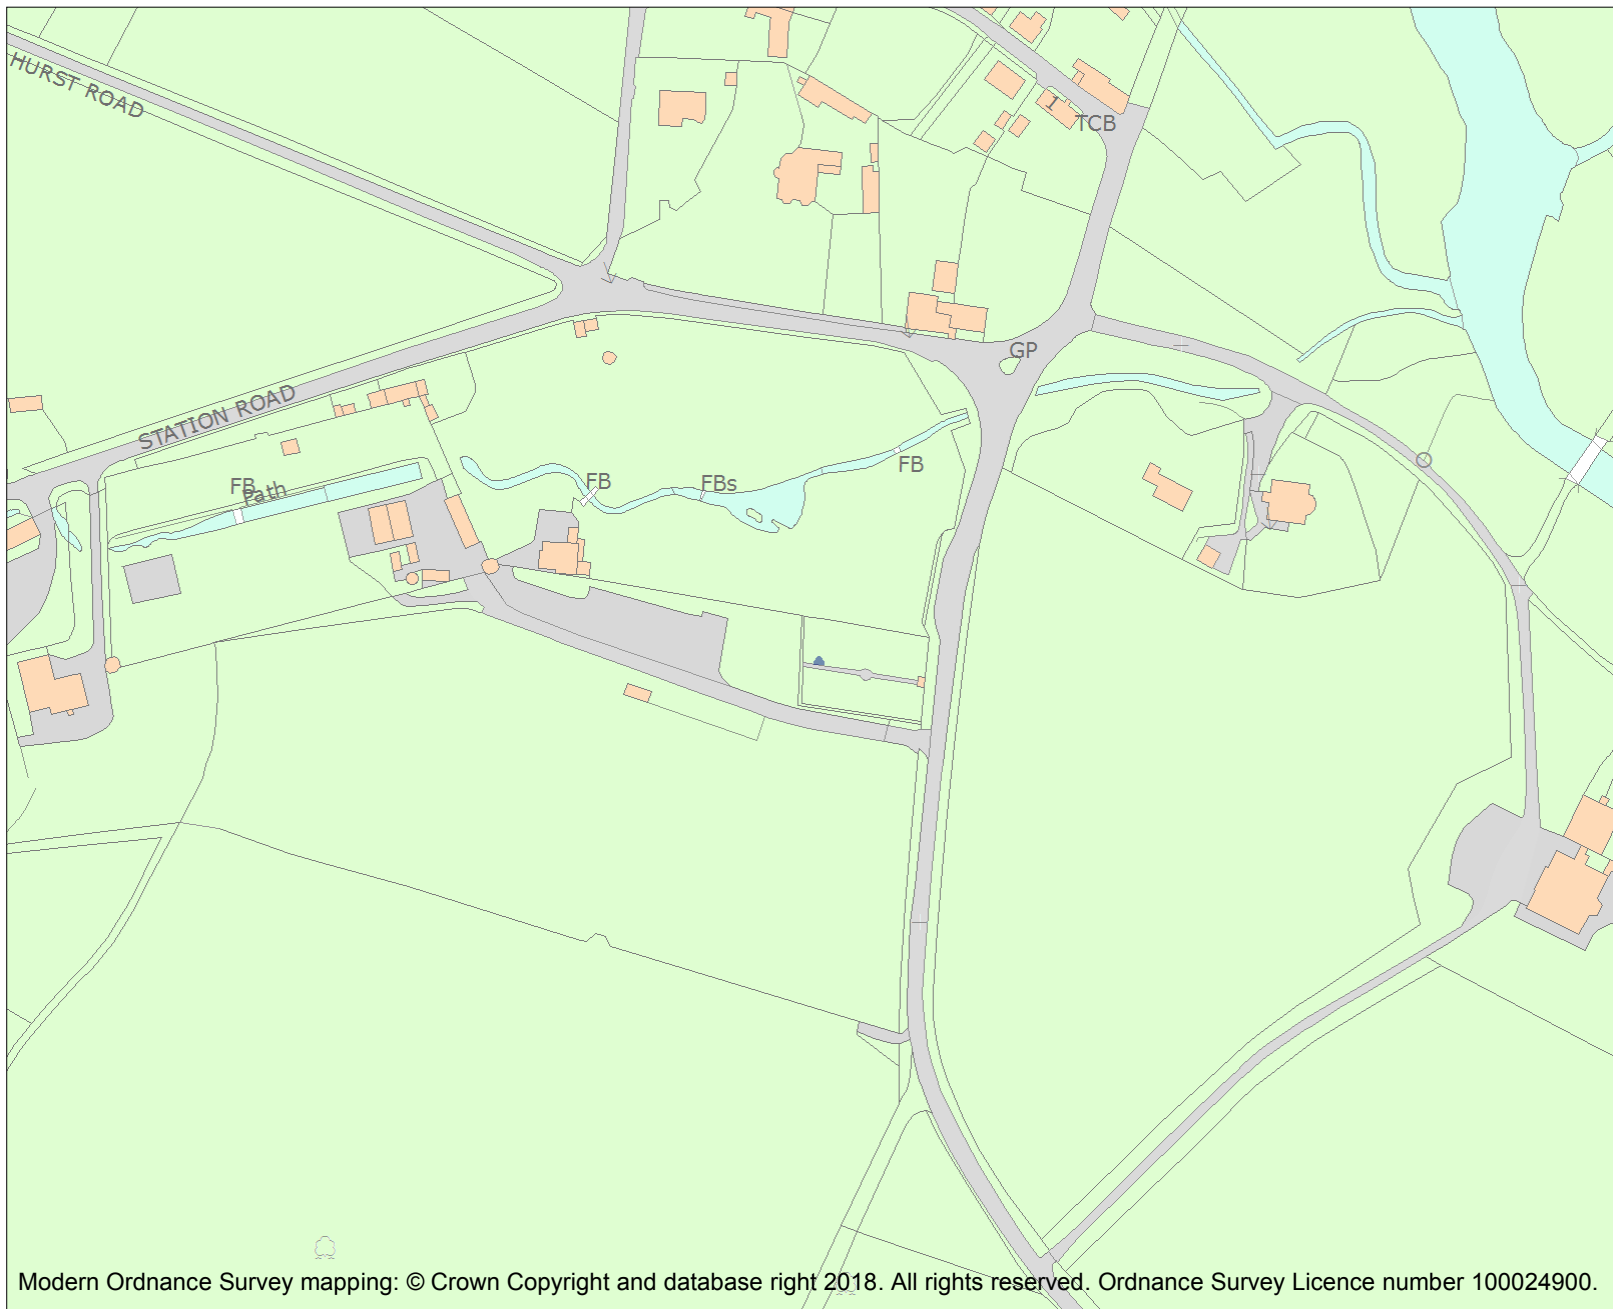 HURST ROAD
1
TCB
GP
STATION ROAD
FB
Path
FB
FBs
FB
Modern Ordnance Survey mapping: © Crown Copyright and database right 2018. All rights reserved. Ordnance Survey Licence number 100024900.